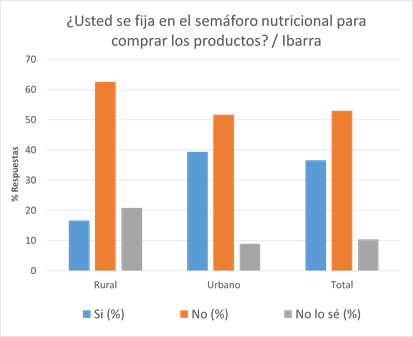 ¿Usted se fija en el semáforo nutricional para
comprar los productos? / Ibarra
70
60
50
40
30
20
10
0
% Respuestas
Rural Urbano Total
Si (%) No (%) No lo sé (%)